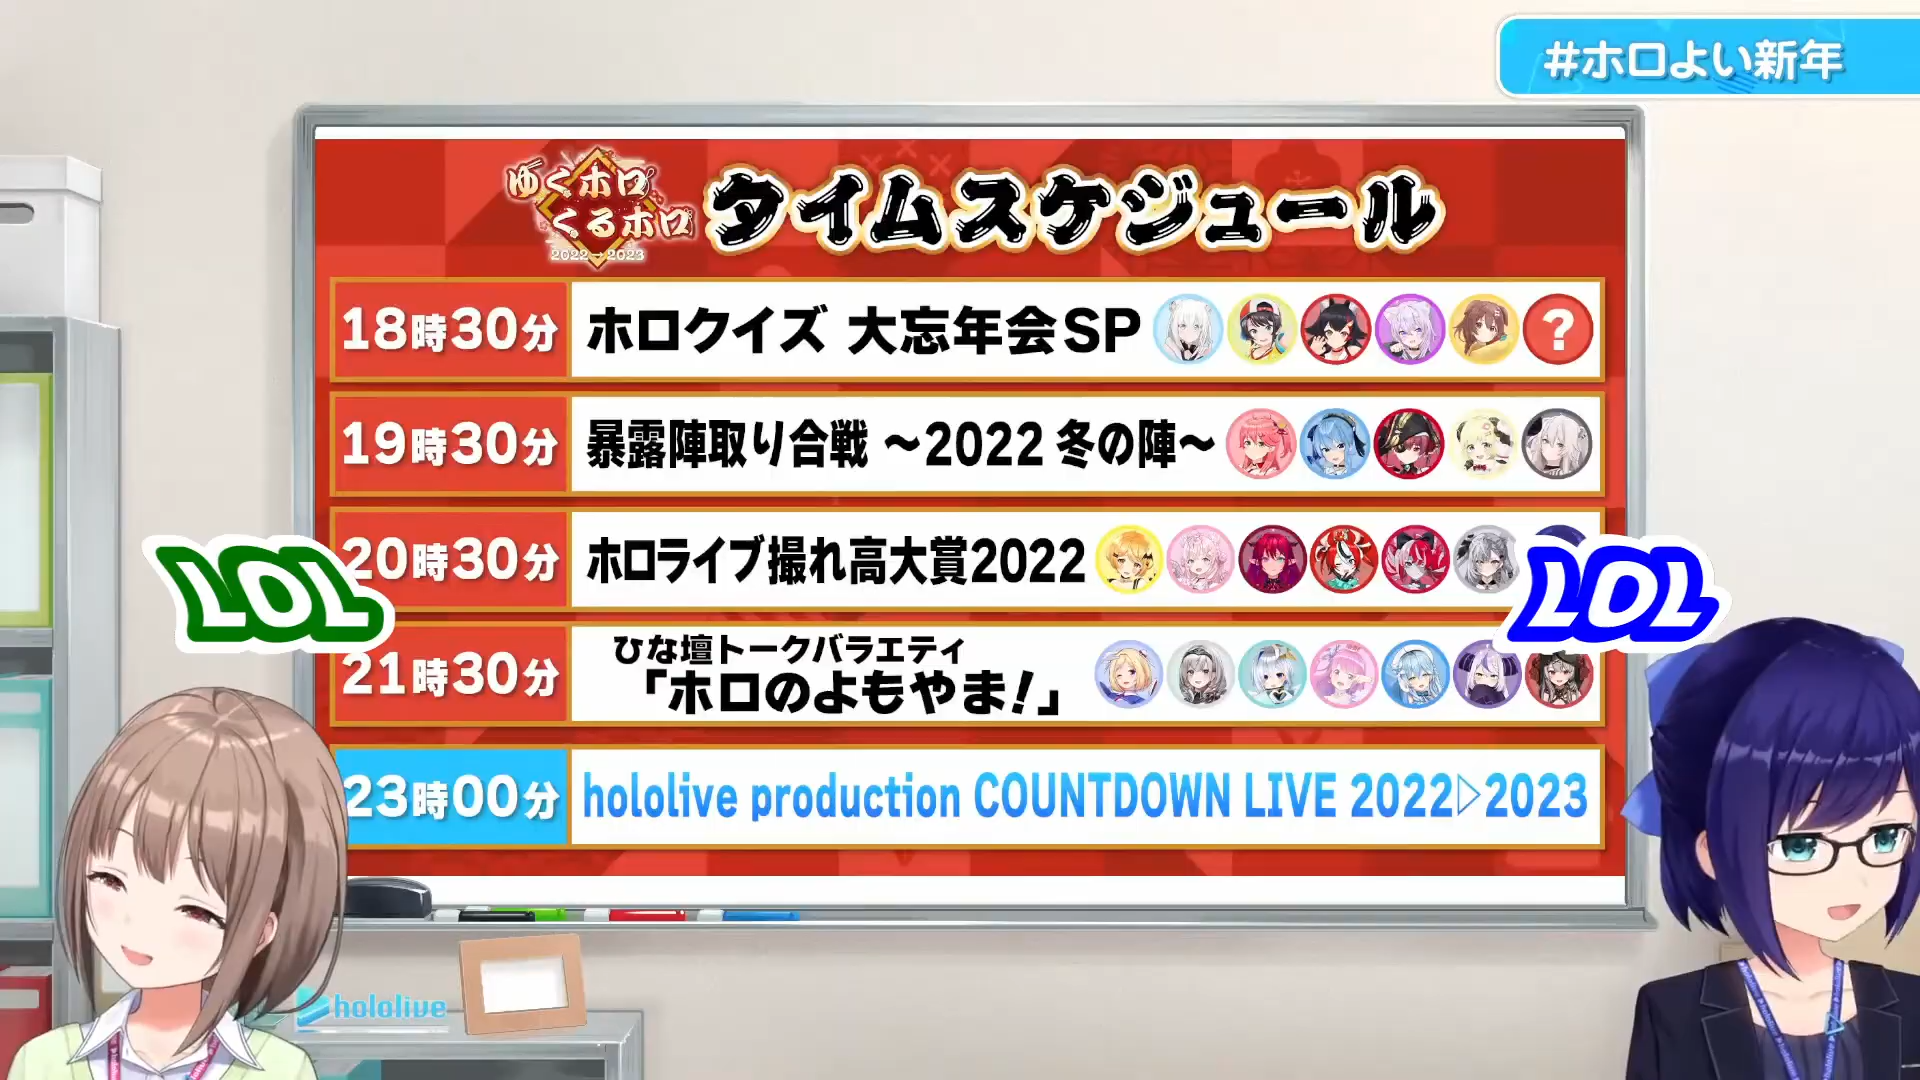 #ホロよい新年
ゆくホロ
くるホロ
2022→2023
タイムスケジュール
18時30分 ホロクイズ 大忘年会SP ?
19時30分 暴露陣取り合戦 ～2022 冬の陣～
20時30分 ホロライブ撮れ高大賞2022
LOL
LOL
21時30分 ひな壇トークバラエティ
「ホロのよもやま!」
23時00分 hololive production COUNTDOWN LIVE 2022▷2023
hololive